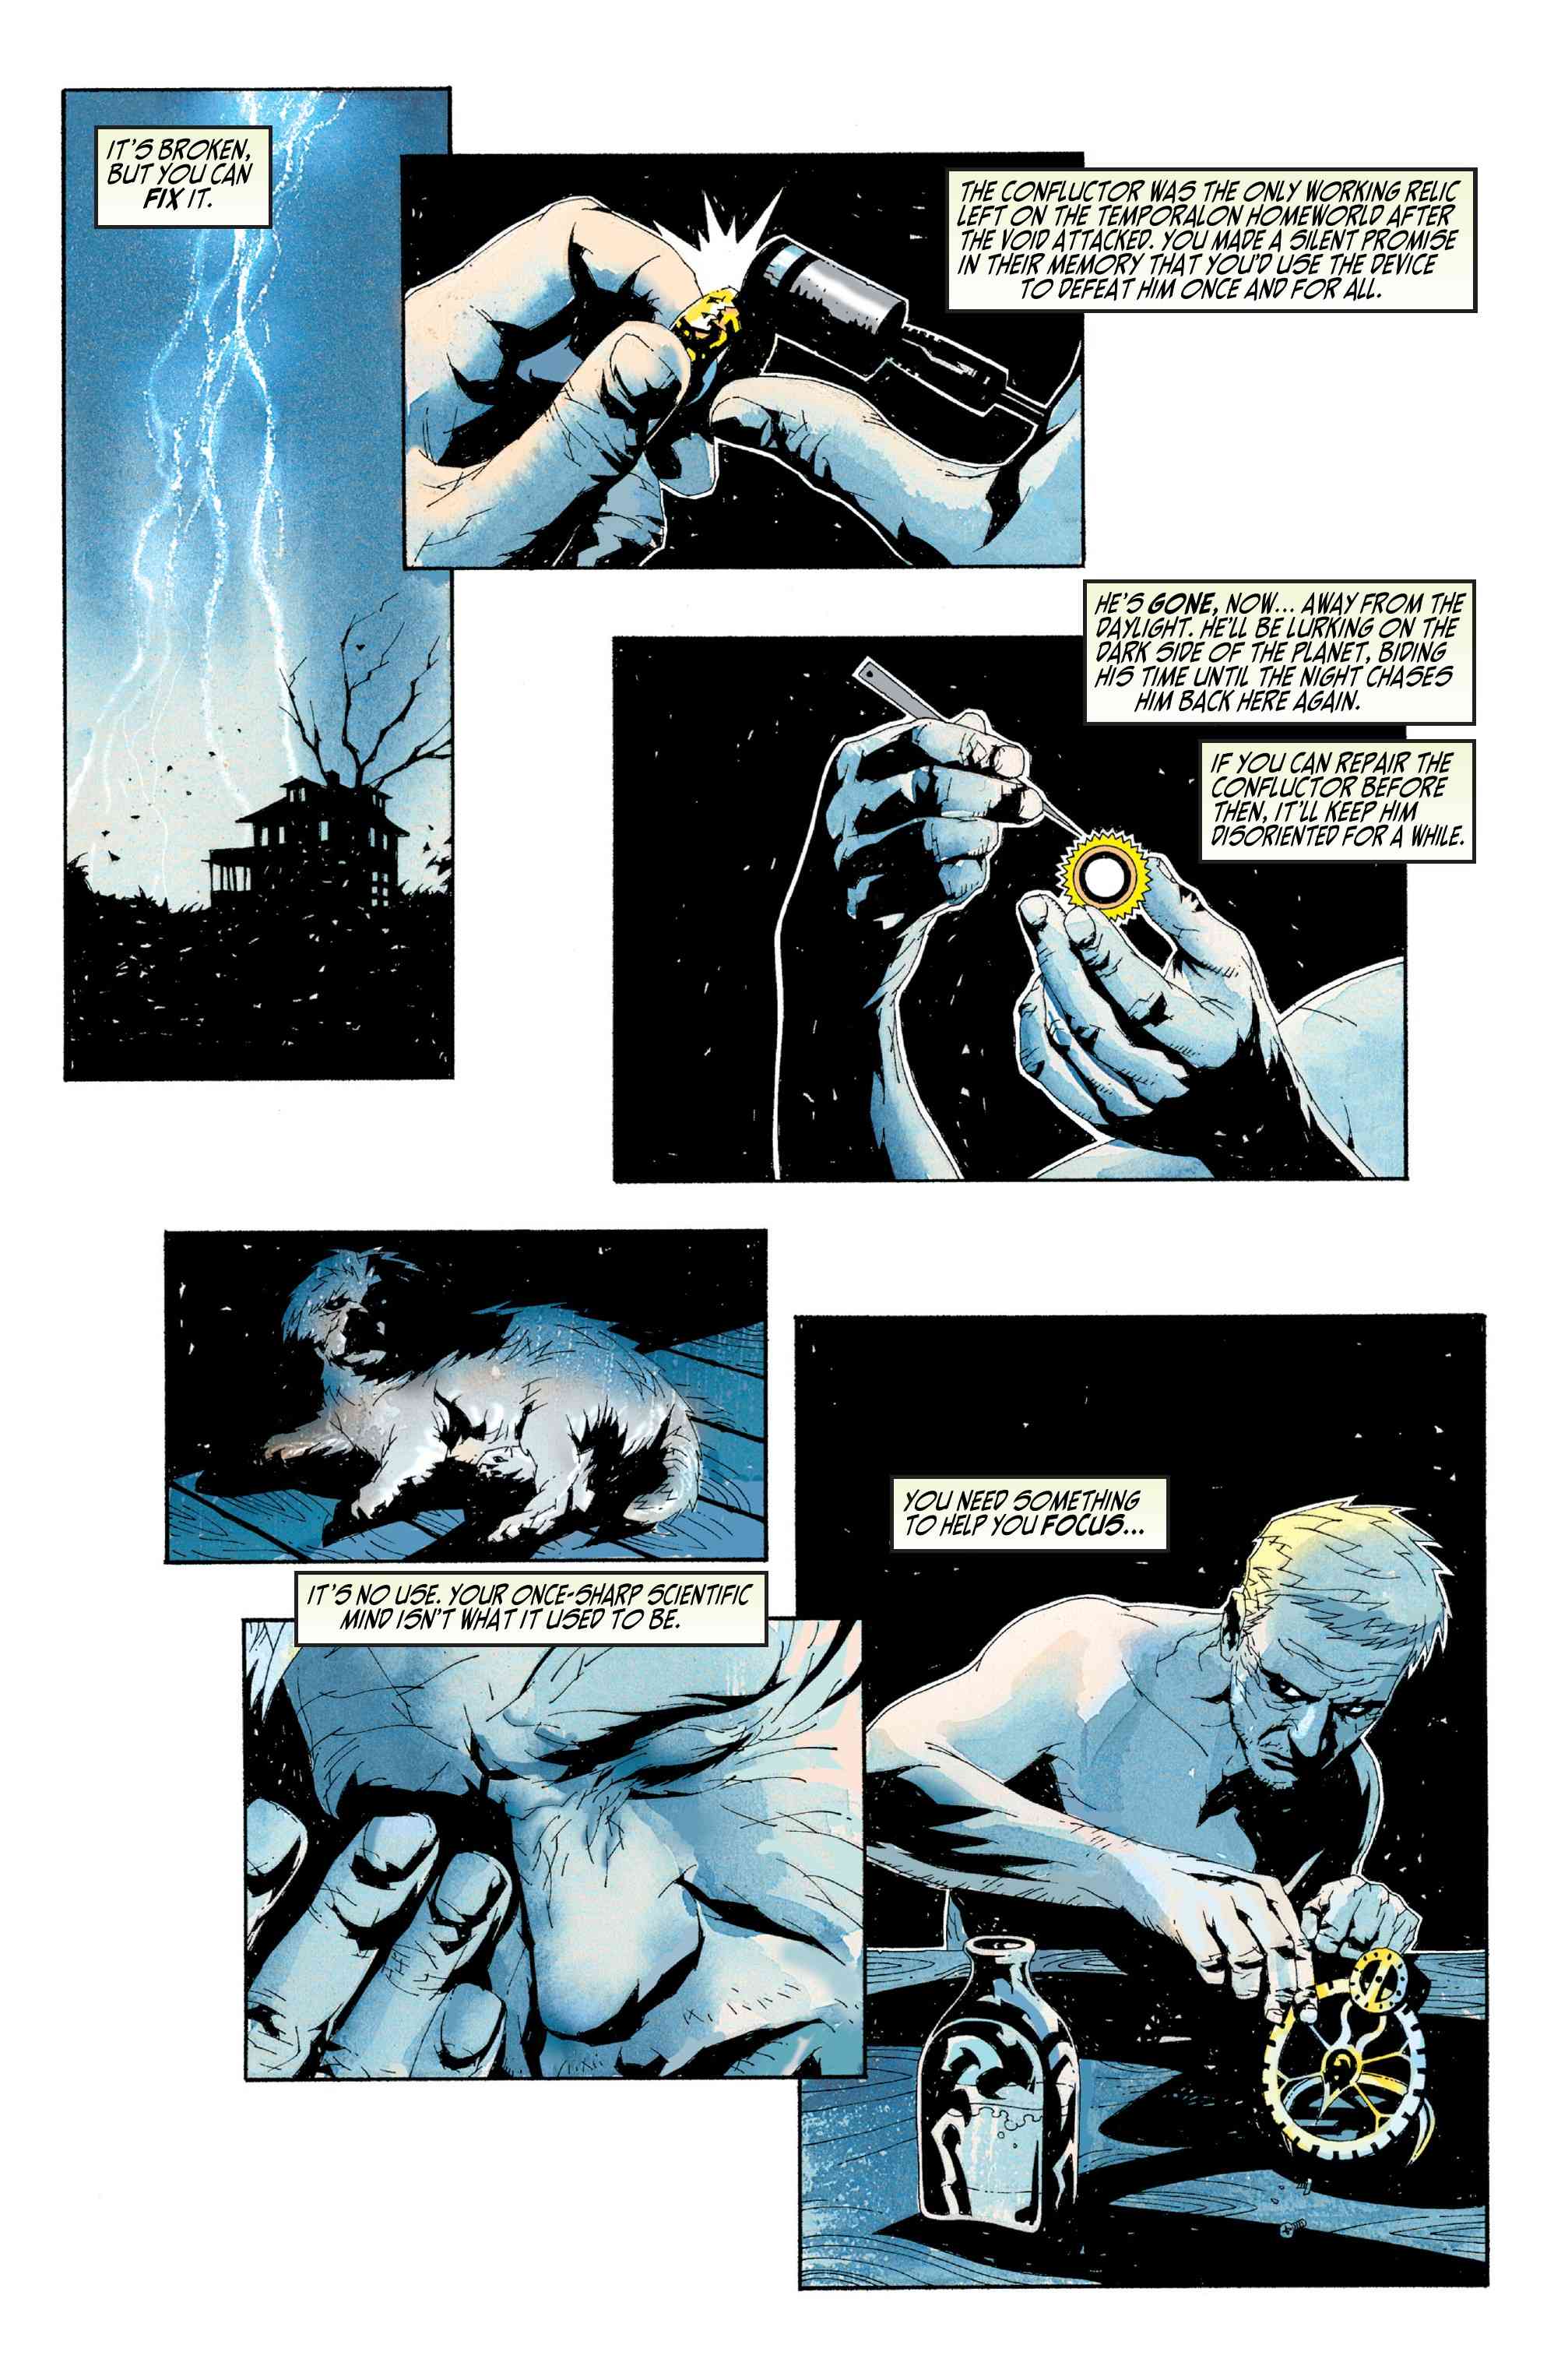 IT'S BROKEN,
BUT YOU CAN
FIX IT.
THE CONFLUCTOR WAS THE ONLY WORKING RELIC
LEFT ON THE TEMPORALON HOMEWORLD AFTER
THE VOID ATTACKED. YOU MADE A SILENT PROMISE
IN THEIR MEMORY THAT YOU'D USE THE DEVICE
TO DEFEAT HIM ONCE AND FOR ALL.
HE'S GONE, NOW... AWAY FROM THE
DAYLIGHT. HE'LL BE LURKING ON THE
DARK SIDE OF THE PLANET, BIDING
HIS TIME UNTIL THE NIGHT CHASES
HIM BACK HERE AGAIN.
IF YOU CAN REPAIR THE
CONFLUCTOR BEFORE
THEN, IT'LL KEEP HIM
DISORIENTED FOR A WHILE.
IT'S NO USE. YOUR ONCE-SHARP SCIENTIFIC
MIND ISN'T WHAT IT USED TO BE.
YOU NEED SOMETHING
TO HELP YOU FOCUS...